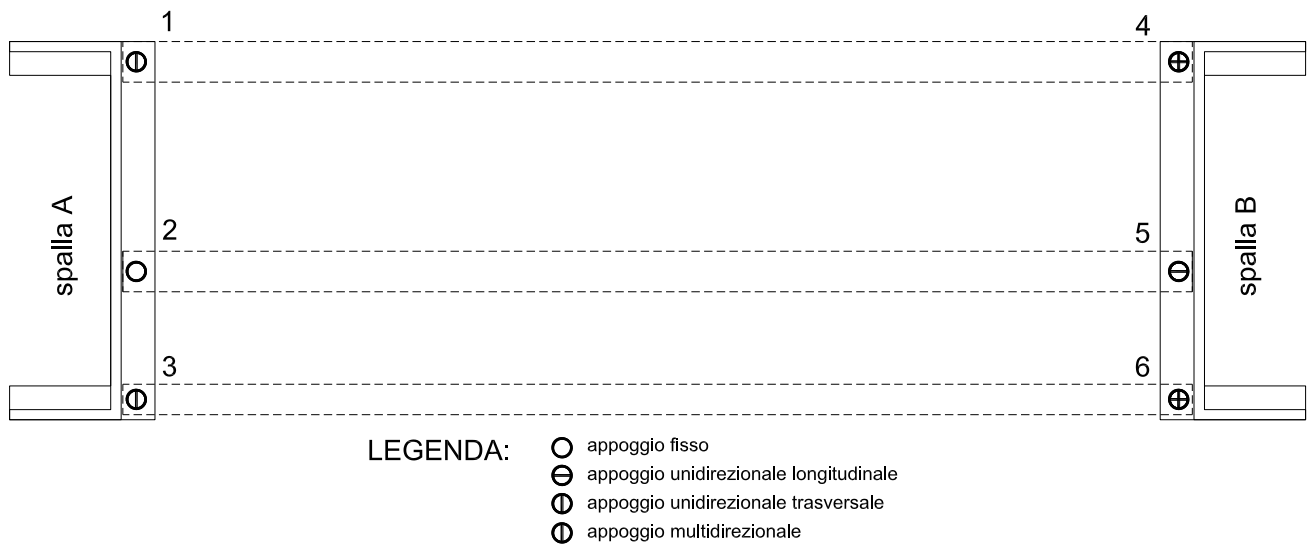 1
4
2
5
spalla A
spalla B
3
6
LEGENDA:
appoggio fisso
appoggio unidirezionale longitudinale
appoggio unidirezionale trasversale
appoggio multidirezionale